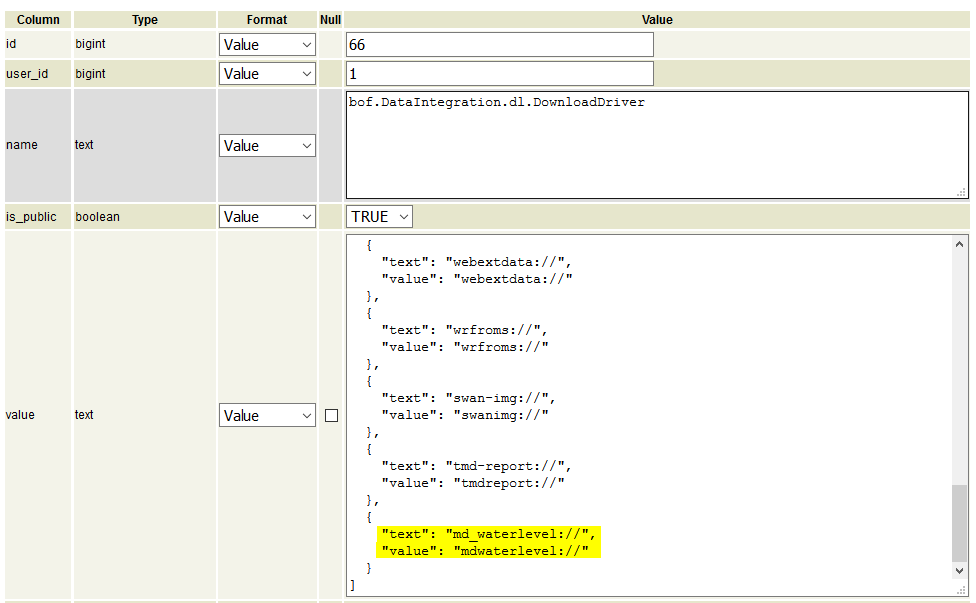 Column Type Format Null Value
id bigint Value 66
user_id bigint Value 1
name text Value bof.DataIntegration.dl.DownloadDriver
is_public boolean Value TRUE
value text Value
{
"text": "webextdata://",
"value": "webextdata://"
},
{
"text": "wrfroms://",
"value": "wrfroms://"
},
{
"text": "swan-img://",
"value": "swanimg://"
},
{
"text": "tmd-report://",
"value": "tmdreport://"
},
{
"text": "md_waterlevel://",
"value": "mdwaterlevel://"
}
]